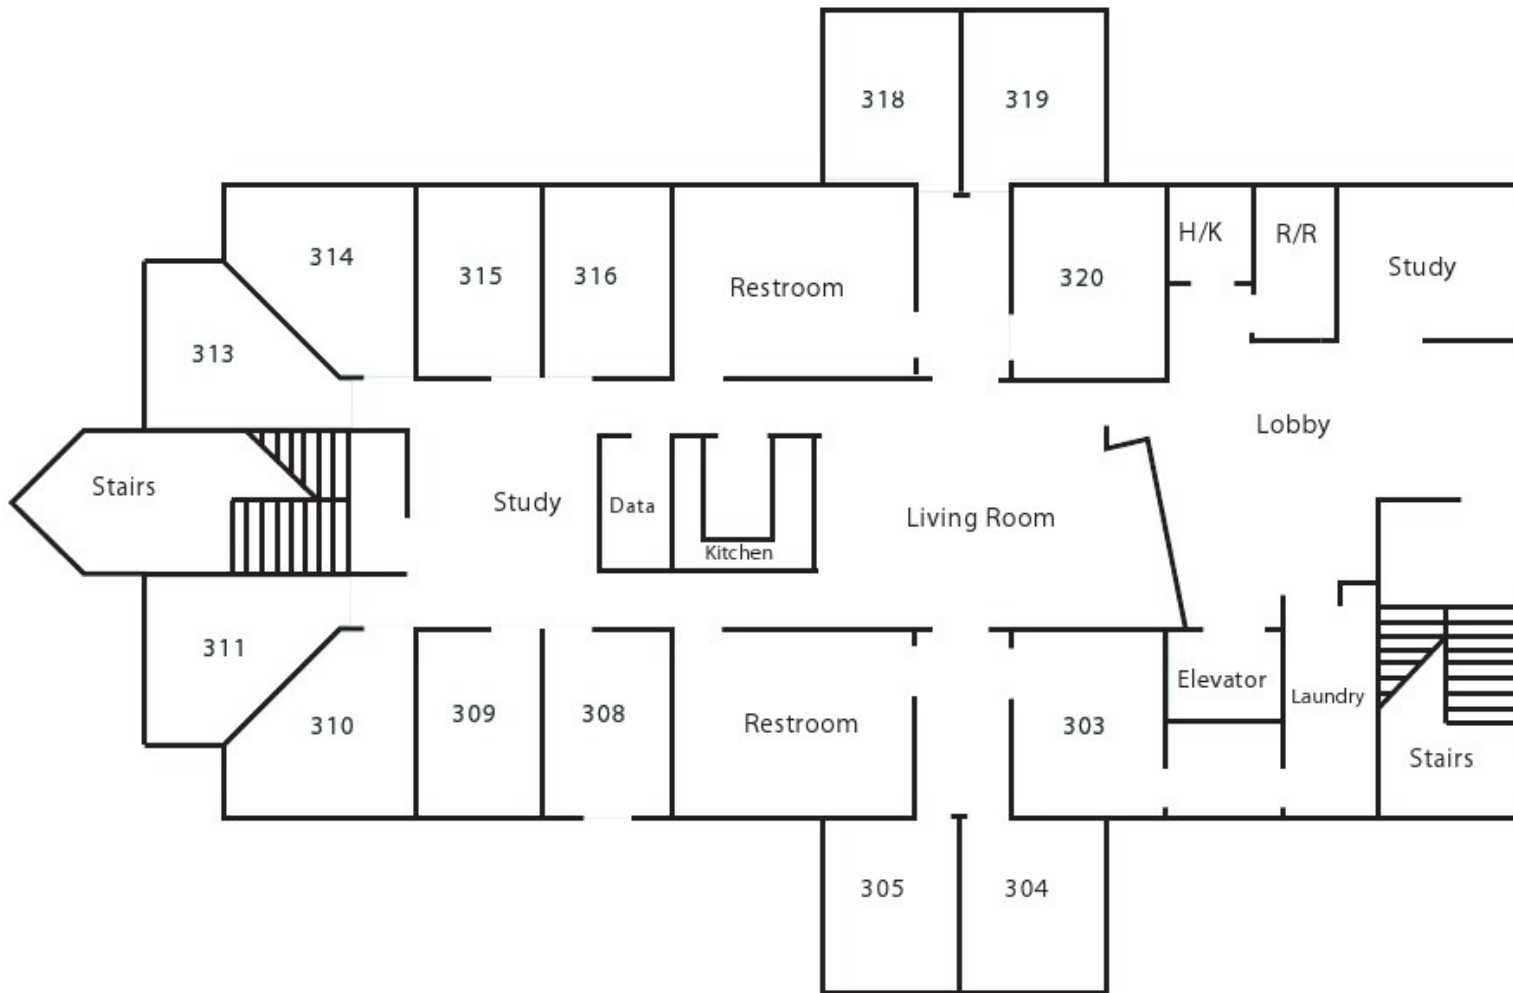 318
319
H/K
R/R
314
Study
315
316
320
Restroom
313
Lobby
Stairs
Study
Data
Living Room
Kitchen
311
Elevator
Laundry
310
309
308
Restroom
303
Stairs
305
304